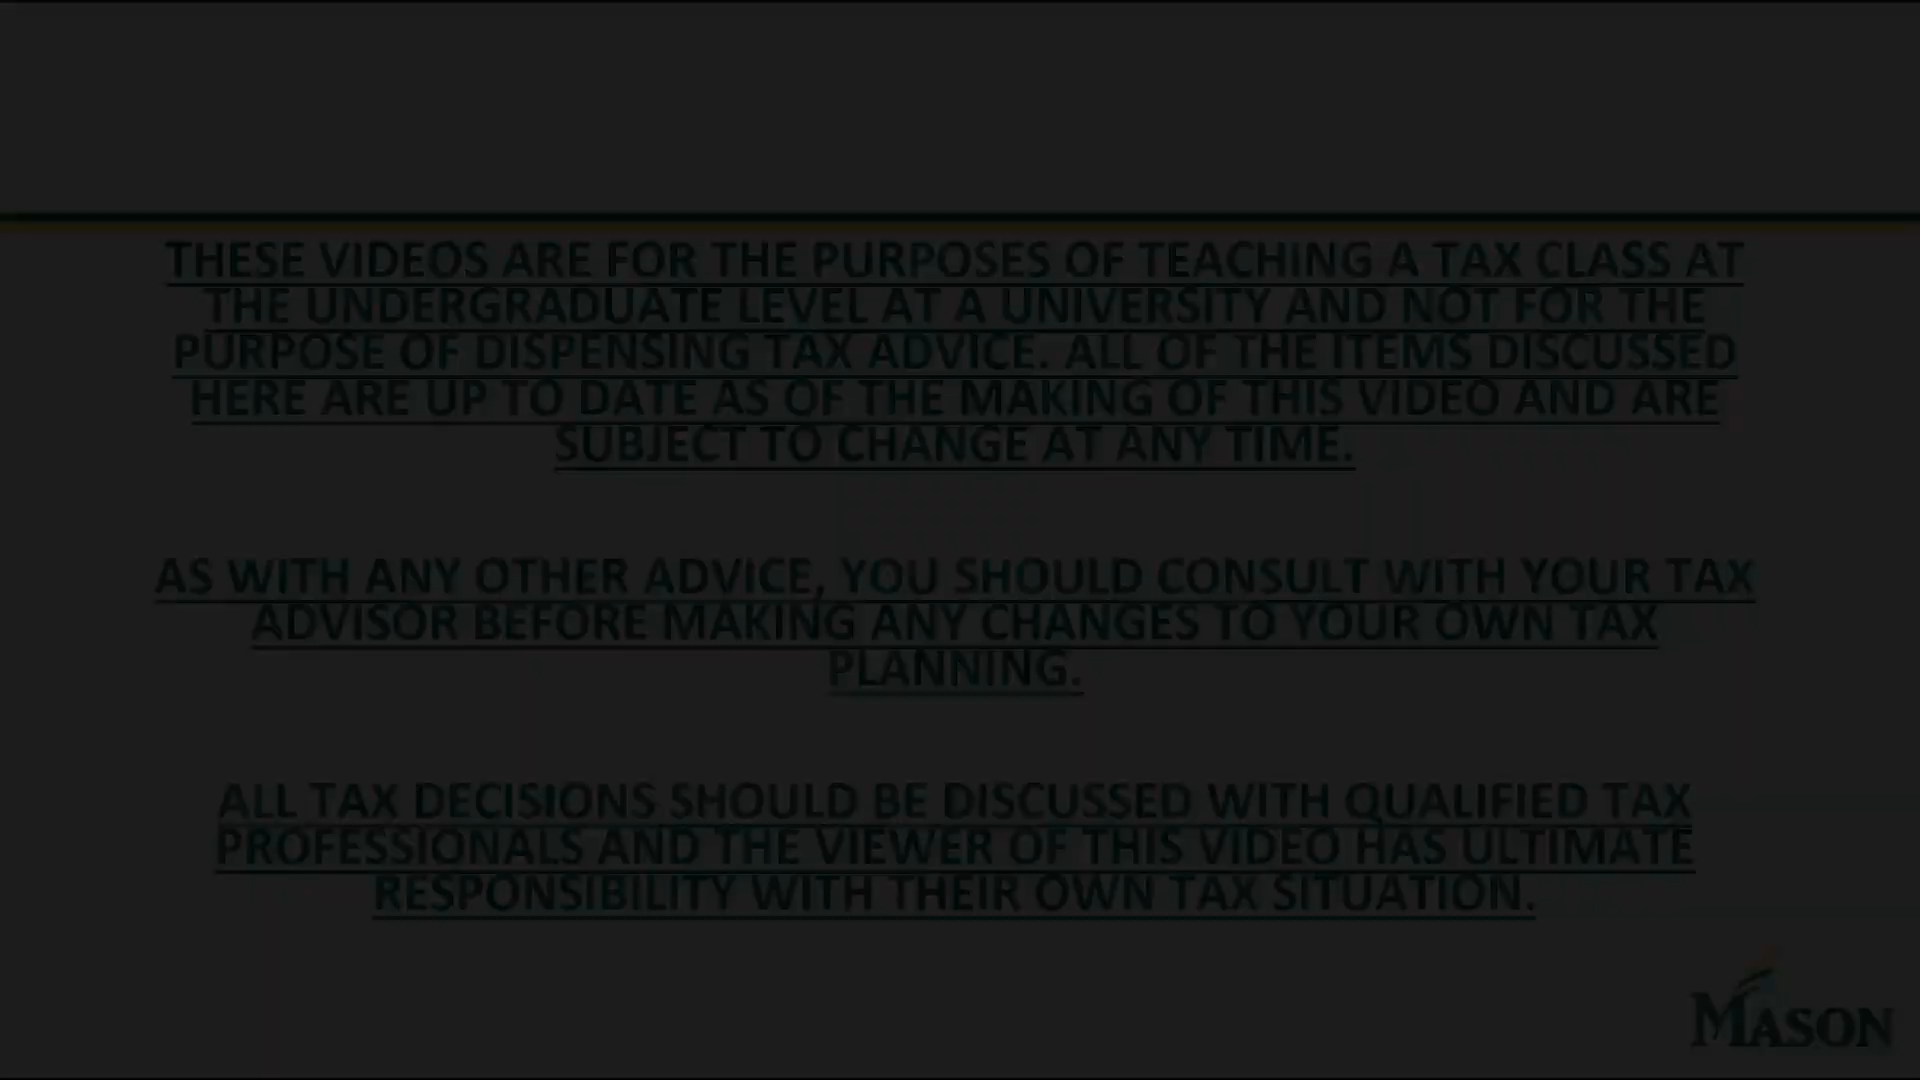 THESE VIDEOS ARE FOR THE PURPOSES OF TEACHING A TAX CLASS AT
THE UNDERGRADUATE LEVEL AT A UNIVERSITY AND NOT FOR THE
PURPOSE OF DISPENSING TAX ADVICE. ALL OF THE ITEMS DISCUSSED
HERE ARE UP TO DATE AS OF THE MAKING OF THIS VIDEO AND ARE
SUBJECT TO CHANGE AT ANY TIME.
AS WITH ANY OTHER ADVICE, YOU SHOULD CONSULT WITH YOUR TAX
ADVISOR BEFORE MAKING ANY CHANGES TO YOUR OWN TAX
PLANNING.
ALL TAX DECISIONS SHOULD BE DISCUSSED WITH QUALIFIED TAX
PROFESSIONALS AND THE VIEWER OF THIS VIDEO HAS ULTIMATE
RESPONSIBILITY WITH THEIR OWN TAX SITUATION.
MASON